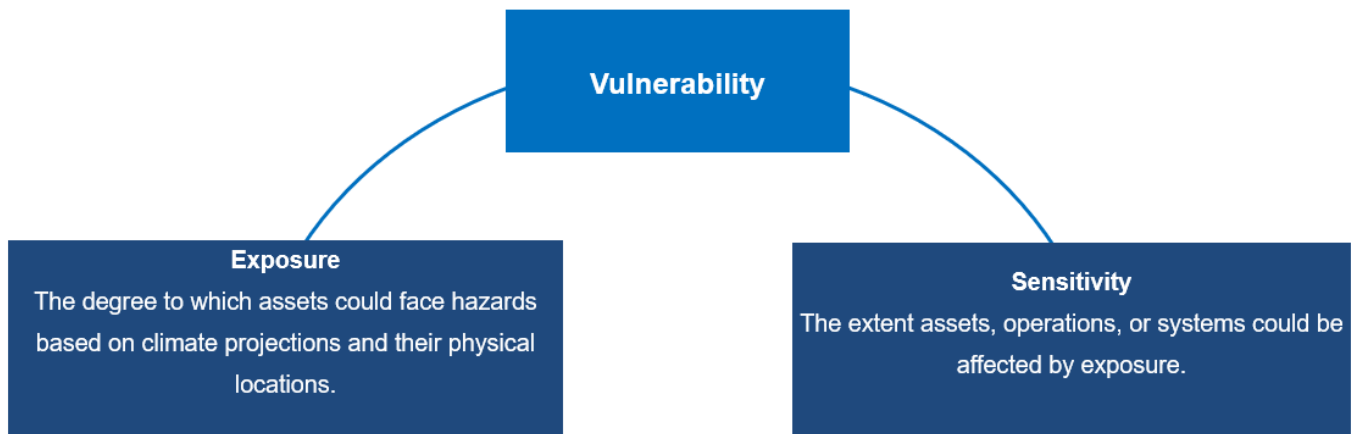 Vulnerability
Exposure
The degree to which assets could face hazards
based on climate projections and their physical
locations.
Sensitivity
The extent assets, operations, or systems could be
affected by exposure.